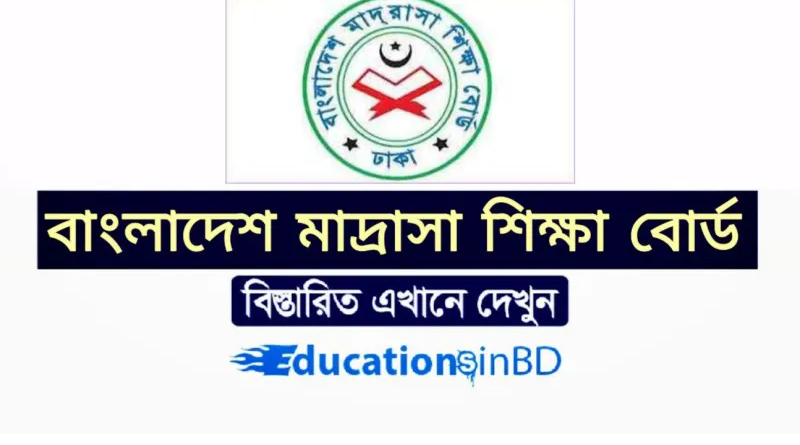 বাংলাদেশ মাদ্রাসা শিক্ষা বোর্ড
ঢাকা
বাংলাদেশ মাদ্রাসা শিক্ষা বোর্ড
বিস্তারিত এখানে দেখুন
EducationsinBD